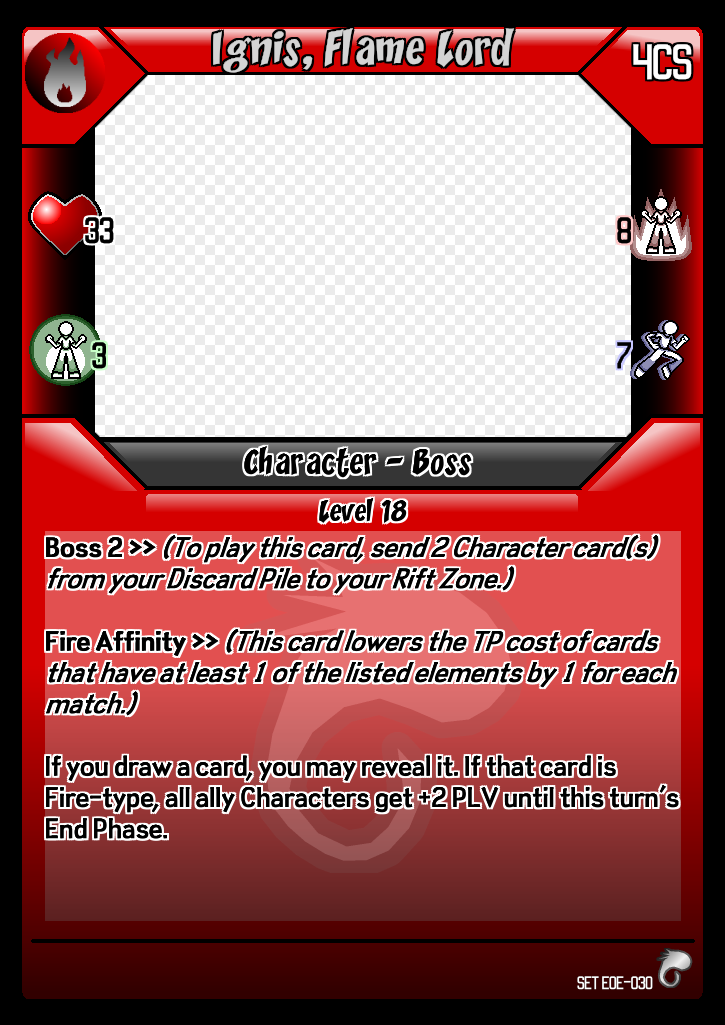 Ignis, Flame Lord
4CS
33
8
3
7
Character - Boss
Level 18
Boss 2 >> (To play this card, send 2 Character card(s)
from your Discard Pile to your Rift Zone.)
Fire Affinity >> (This card lowers the TP cost of cards
that have at least 1 of the listed elements by 1 for each
match.)
If you draw a card, you may reveal it. If that card is
Fire-type, all ally Characters get +2 PLV until this turn's
End Phase.
SET EOE-030